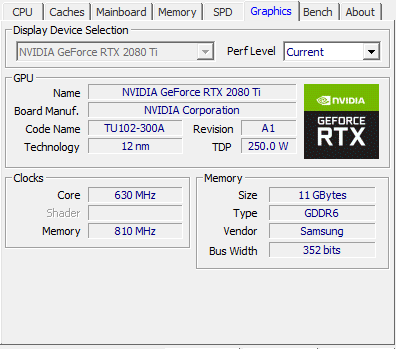 CPU Caches Mainboard Memory SPD Graphics Bench About
Display Device Selection
NVIDIA GeForce RTX 2080 Ti Perf Level Current
GPU
Name NVIDIA GeForce RTX 2080 Ti
Board Manuf. NVIDIA Corporation
Code Name TU102-300A Revision A1
Technology 12 nm TDP 250.0 W
NVIDIA
GEFORCE
RTX
Clocks
Core 630 MHz
Shader
Memory 810 MHz
Memory
Size 11 GBytes
Type GDDR6
Vendor Samsung
Bus Width 352 bits